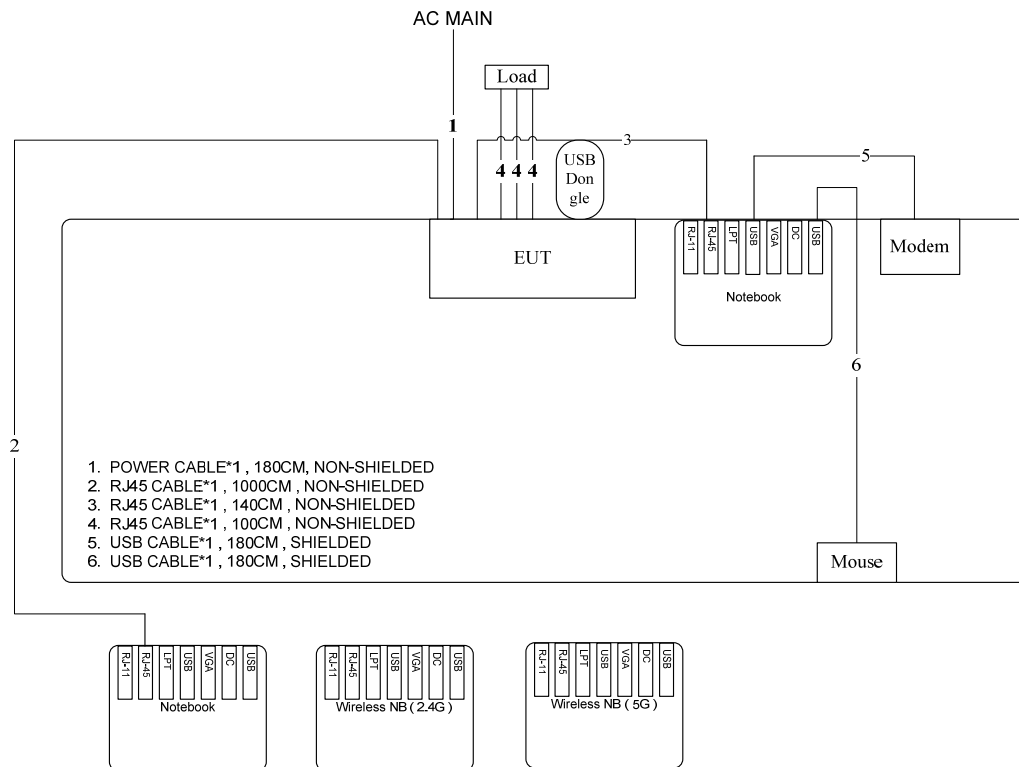 AC MAIN
Load
1
3
4 4 4
USB
Don
gle
5
RJ-11
RJ-45
LPT
USB
VGA
DC
USB
Notebook
EUT
Modem
6
2
1. POWER CABLE*1 , 180CM, NON-SHIELDED
2. RJ45 CABLE*1 , 1000CM , NON-SHIELDED
3. RJ45 CABLE*1 , 140CM , NON-SHIELDED
4. RJ45 CABLE*1 , 100CM , NON-SHIELDED
5. USB CABLE*1 , 180CM , SHIELDED
6. USB CABLE*1 , 180CM , SHIELDED
Mouse
RJ-11
RJ-45
LPT
USB
VGA
DC
USB
Notebook
RJ-11
RJ-45
LPT
USB
VGA
DC
USB
Wireless NB ( 2.4G )
RJ-11
RJ-45
LPT
USB
VGA
DC
USB
Wireless NB ( 5G )